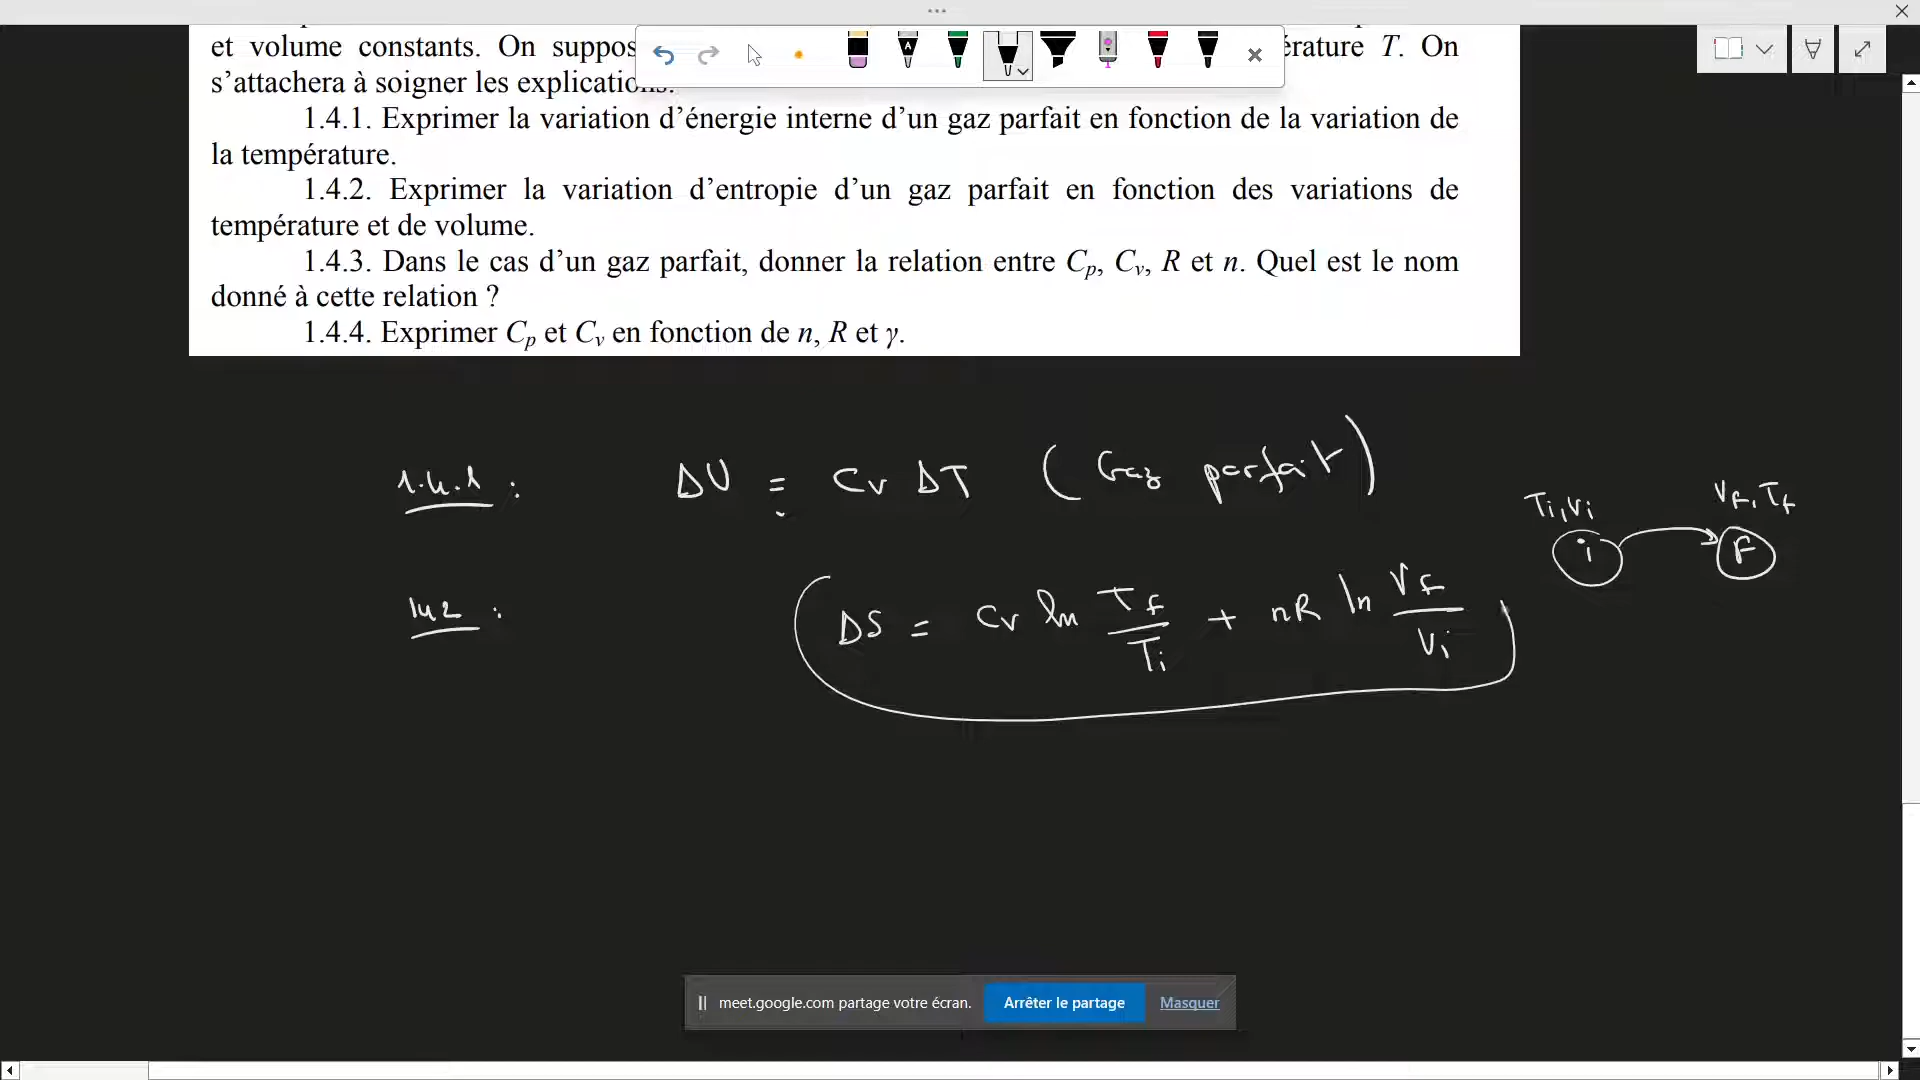 et volume constants. On suppos
érature T. On
s’attachera à soigner les explications.
1.4.1. Exprimer la variation d’énergie interne d’un gaz parfait en fonction de la variation de
la température.
1.4.2. Exprimer la variation d’entropie d’un gaz parfait en fonction des variations de
température et de volume.
1.4.3. Dans le cas d’un gaz parfait, donner la relation entre Cp, Cv, R et n. Quel est le nom
donné à cette relation ?
1.4.4. Exprimer Cp et Cv en fonction de n, R et γ.
1.4.1 : ΔU = Cv ΔT (Gaz parfait)
Ti,Vi Vf,Tf
i F
142 : ΔS = Cv ln Tf/Ti + nR ln Vf/Vi
meet.google.com partage votre écran. Arrêter le partage Masquer